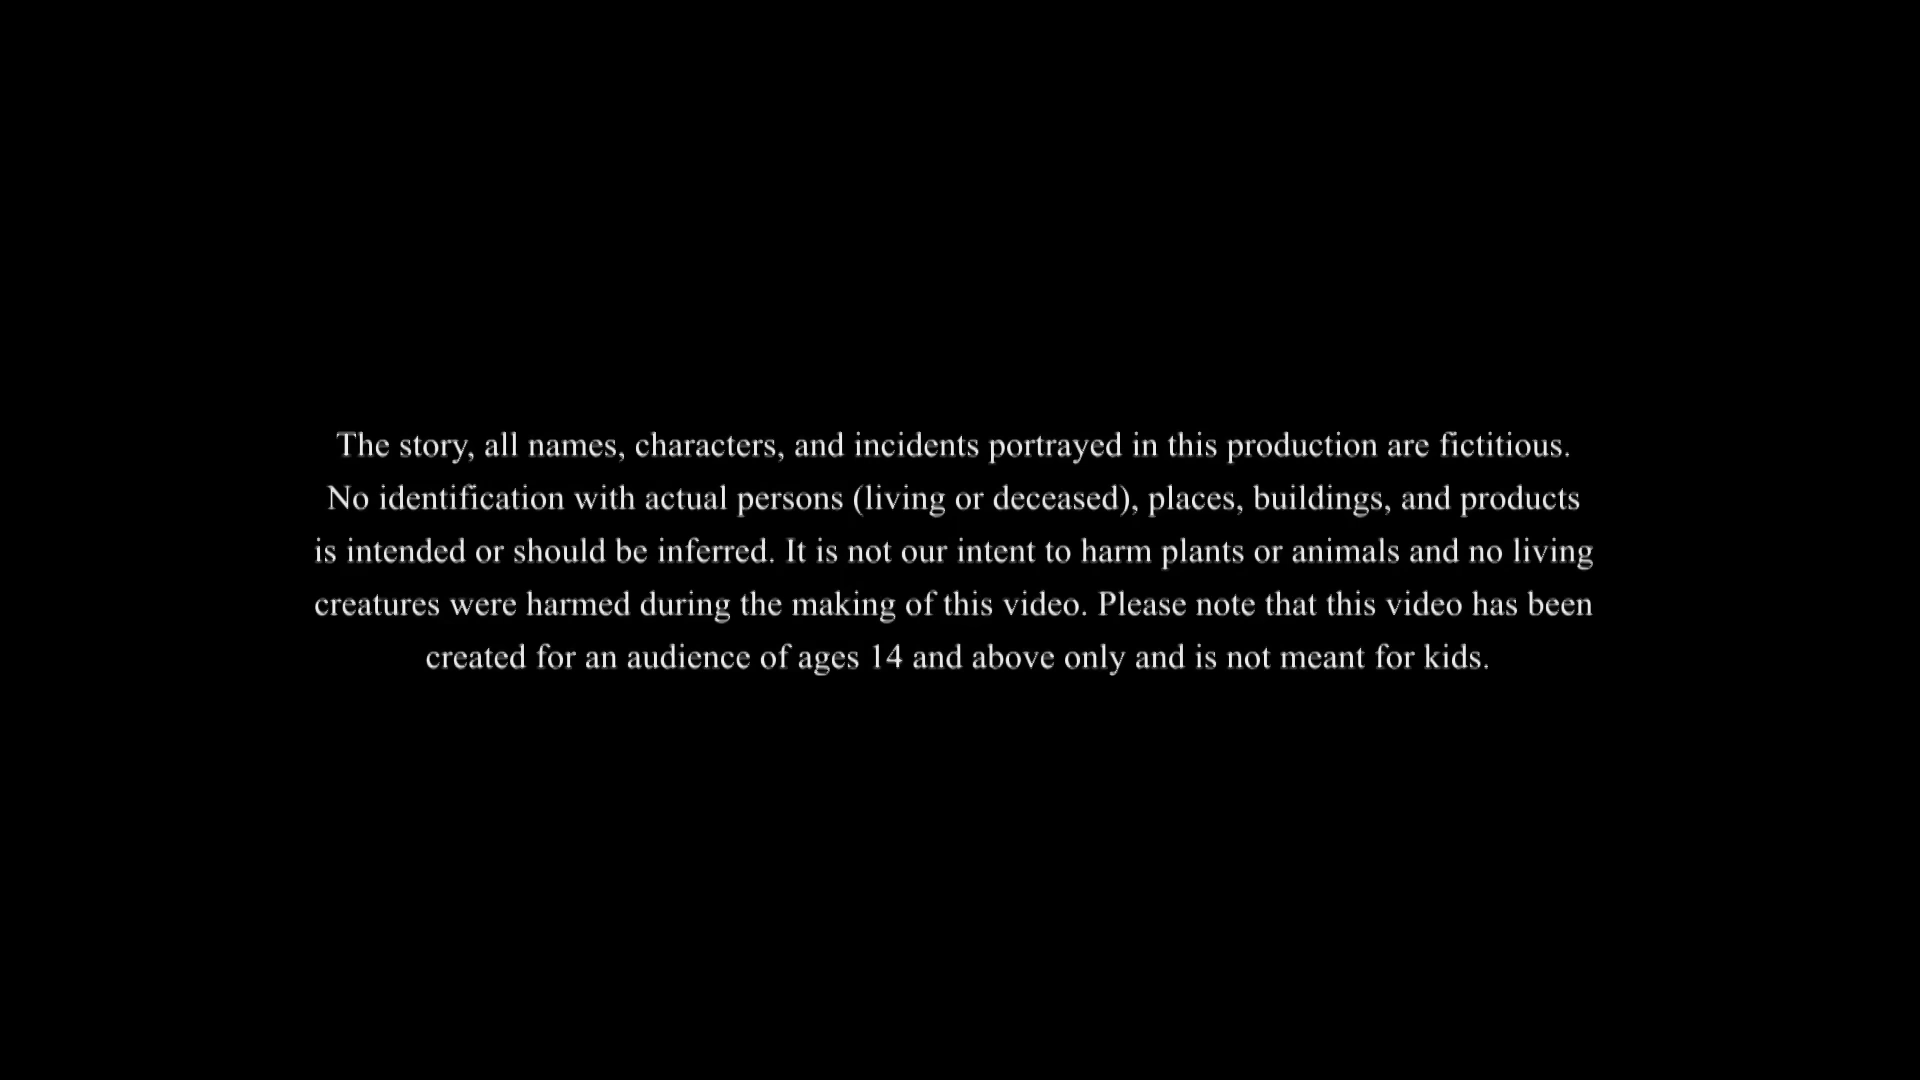 The story, all names, characters, and incidents portrayed in this production are fictitious.
No identification with actual persons (living or deceased), places, buildings, and products
is intended or should be inferred. It is not our intent to harm plants or animals and no living
creatures were harmed during the making of this video. Please note that this video has been
created for an audience of ages 14 and above only and is not meant for kids.